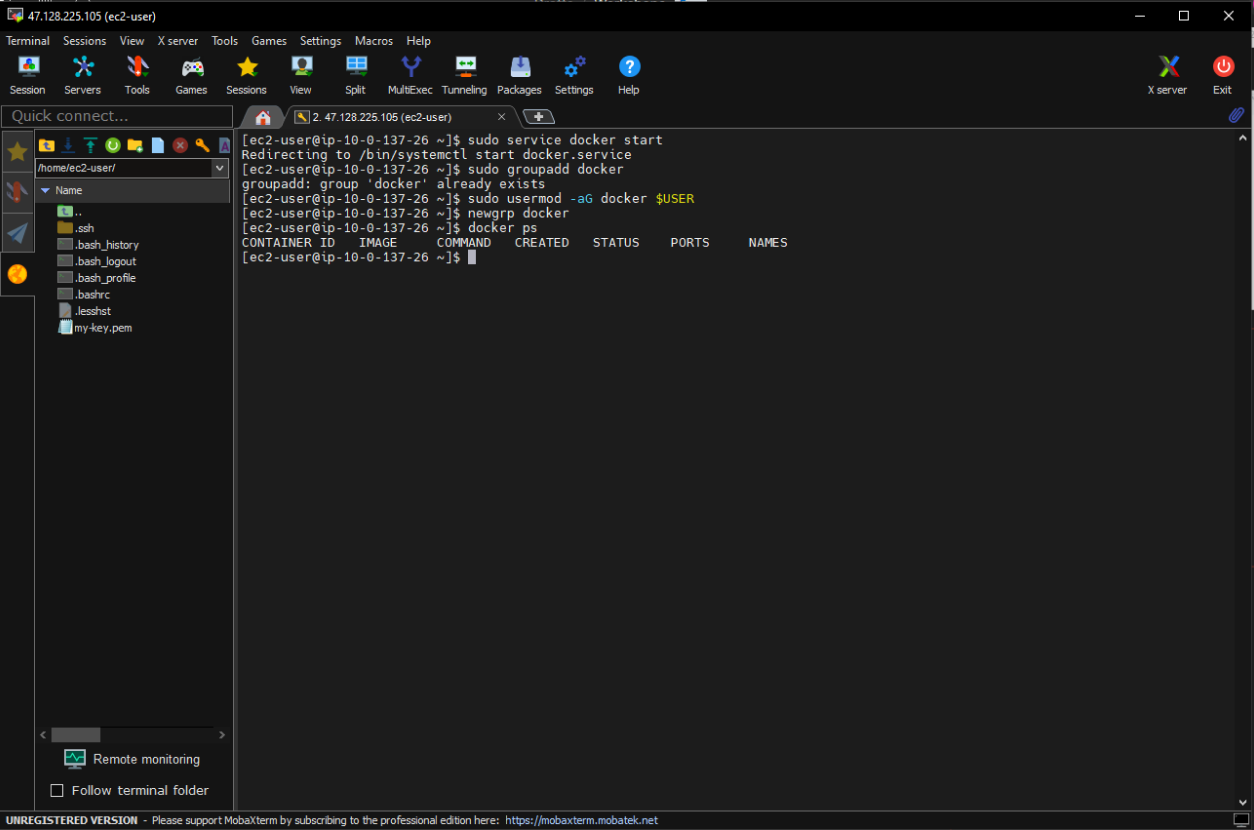 47.128.225.105 (ec2-user)
Terminal Sessions View X server Tools Games Settings Macros Help
Session Servers Tools Games Sessions View Split MultiExec Tunneling Packages Settings Help X server Exit
Quick connect...
2. 47.128.225.105 (ec2-user)
/home/ec2-user/
Name
..
.ssh
.bash_history
.bash_logout
.bash_profile
.bashrc
.lesshst
my-key.pem
[ec2-user@ip-10-0-137-26 ~]$ sudo service docker start
Redirecting to /bin/systemctl start docker.service
[ec2-user@ip-10-0-137-26 ~]$ sudo groupadd docker
groupadd: group 'docker' already exists
[ec2-user@ip-10-0-137-26 ~]$ sudo usermod -aG docker $USER
[ec2-user@ip-10-0-137-26 ~]$ newgrp docker
[ec2-user@ip-10-0-137-26 ~]$ docker ps
CONTAINER ID IMAGE COMMAND CREATED STATUS PORTS NAMES
[ec2-user@ip-10-0-137-26 ~]$
Remote monitoring
Follow terminal folder
UNREGISTERED VERSION - Please support MobaXterm by subscribing to the professional edition here: https://mobaxterm.mobatek.net